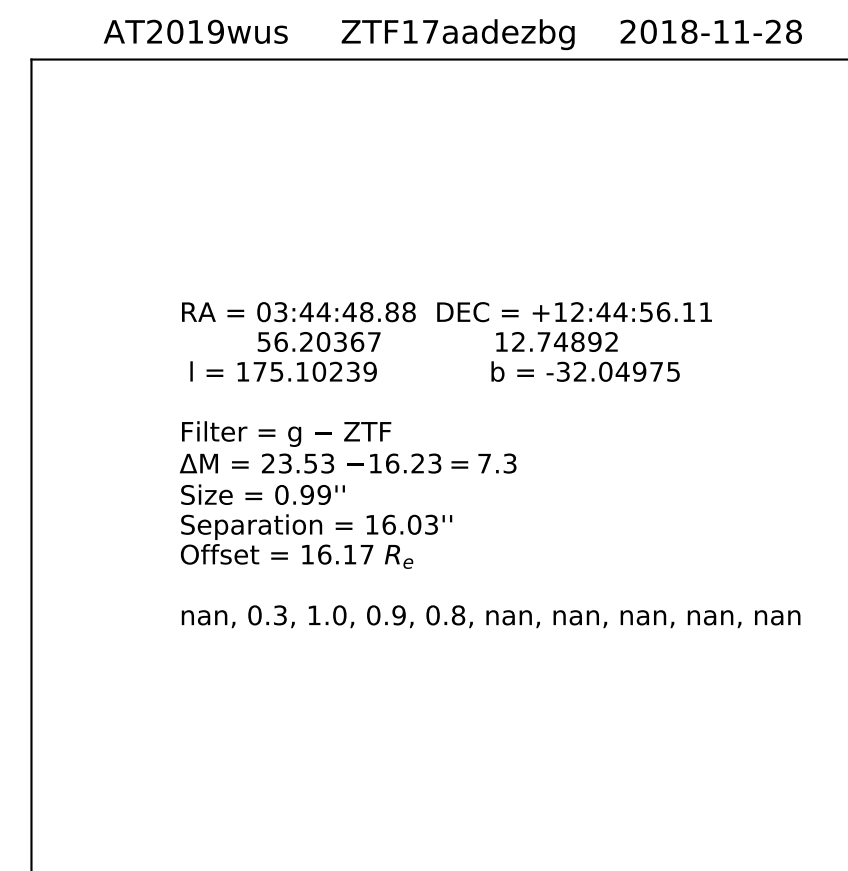 AT2019wus ZTF17aadezbg 2018-11-28
RA = 03:44:48.88 DEC = +12:44:56.11
56.20367 12.74892
l = 175.10239 b = -32.04975
Filter = g − ZTF
ΔM = 23.53 −16.23 = 7.3
Size = 0.99''
Separation = 16.03''
Offset = 16.17 Rₑ
nan, 0.3, 1.0, 0.9, 0.8, nan, nan, nan, nan, nan